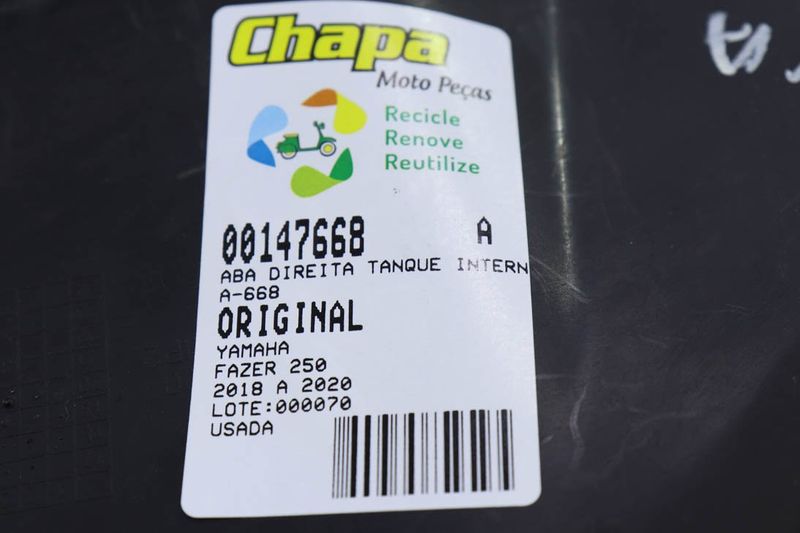 Chapa
Moto Peças
Recicle
Renove
Reutilize
00147668 A
ABA DIREITA TANQUE INTERN
A-668
ORIGINAL
YAMAHA
FAZER 250
2018 A 2020
LOTE:000070
USADA